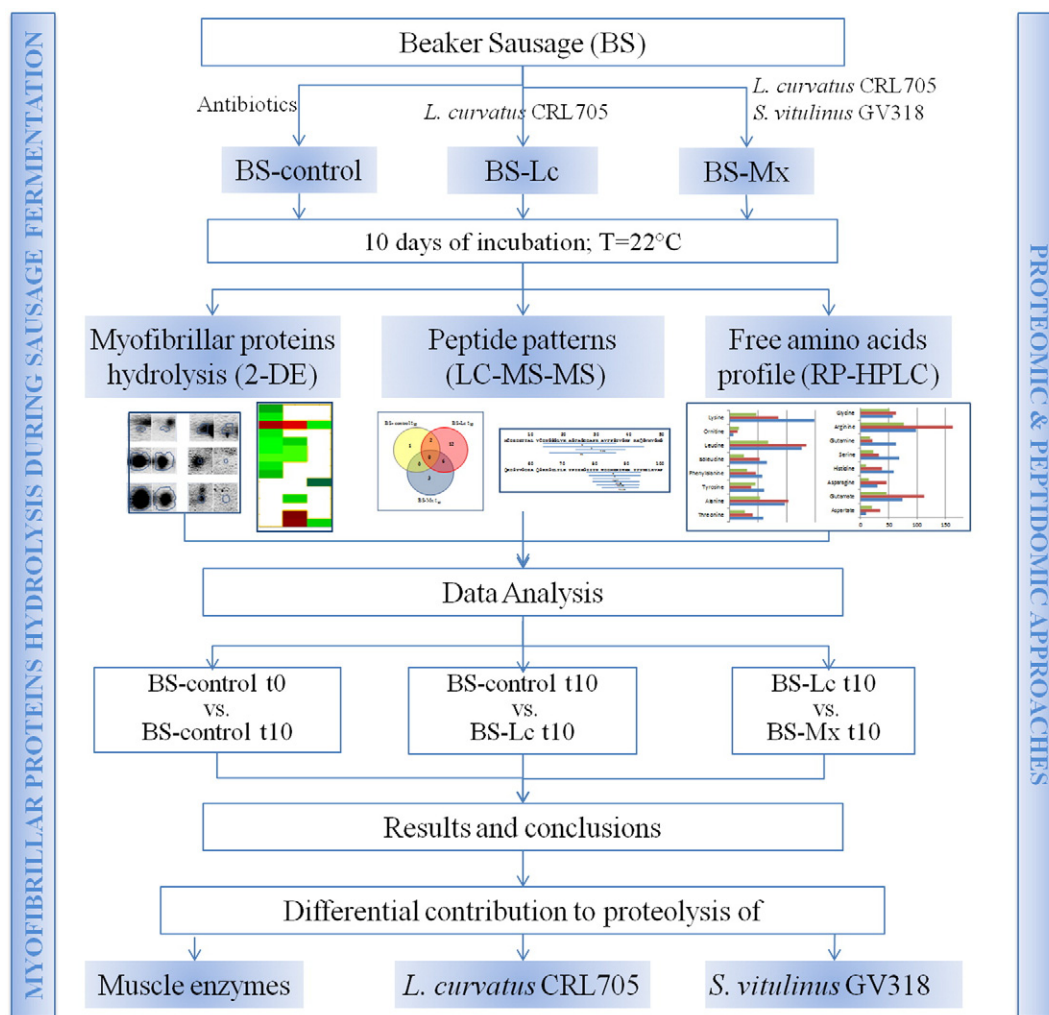 MYOFIBRILLAR PROTEINS HYDROLYSIS DURING SAUSAGE FERMENTATION
Beaker Sausage (BS)
Antibiotics
L. curvatus CRL705
L. curvatus CRL705
S. vitulinus GV318
BS-control
BS-Lc
BS-Mx
10 days of incubation; T=22°C
Myofibrillar proteins
hydrolysis (2-DE)
Peptide patterns
(LC-MS-MS)
Free amino acids
profile (RP-HPLC)
Lysine
Ornitine
Leucine
Isoleucine
Phenylalanine
Tyrosine
Alanine
Threonine
Glycine
Arginine
Glutamine
Serine
Histidine
Asparagine
Glutamate
Aspartate
0 50 100 150
Data Analysis
BS-control t0
vs.
BS-control t10
BS-control t10
vs.
BS-Lc t10
BS-Lc t10
vs.
BS-Mx t10
Results and conclusions
Differential contribution to proteolysis of
Muscle enzymes
L. curvatus CRL705
S. vitulinus GV318
PROTEOMIC & PEPTIDOMIC APPROACHES